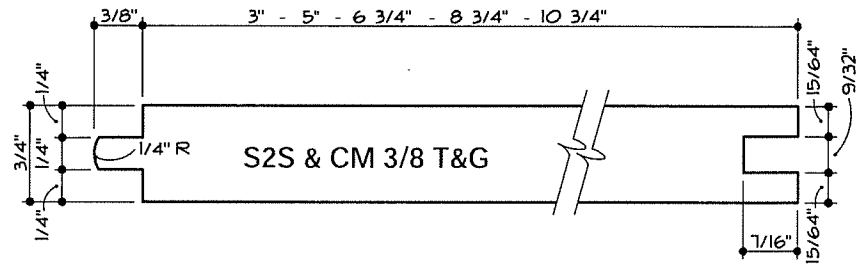 3/8" 3" - 5" - 6 3/4" - 8 3/4" - 10 3/4"
1/4"
3/4"
1/4"
1/4"
1/4" R
S2S & CM 3/8 T&G
15/64"
9/32"
15/64"
7/16"